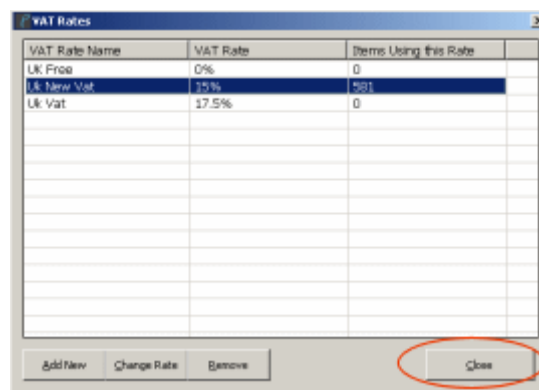 VAT Rates
VAT Rate Name VAT Rate Items Using this Rate
UK Free 0% 0
Uk New Vat 15% 581
Uk Vat 17.5% 0
Add New Change Rate Remove Close